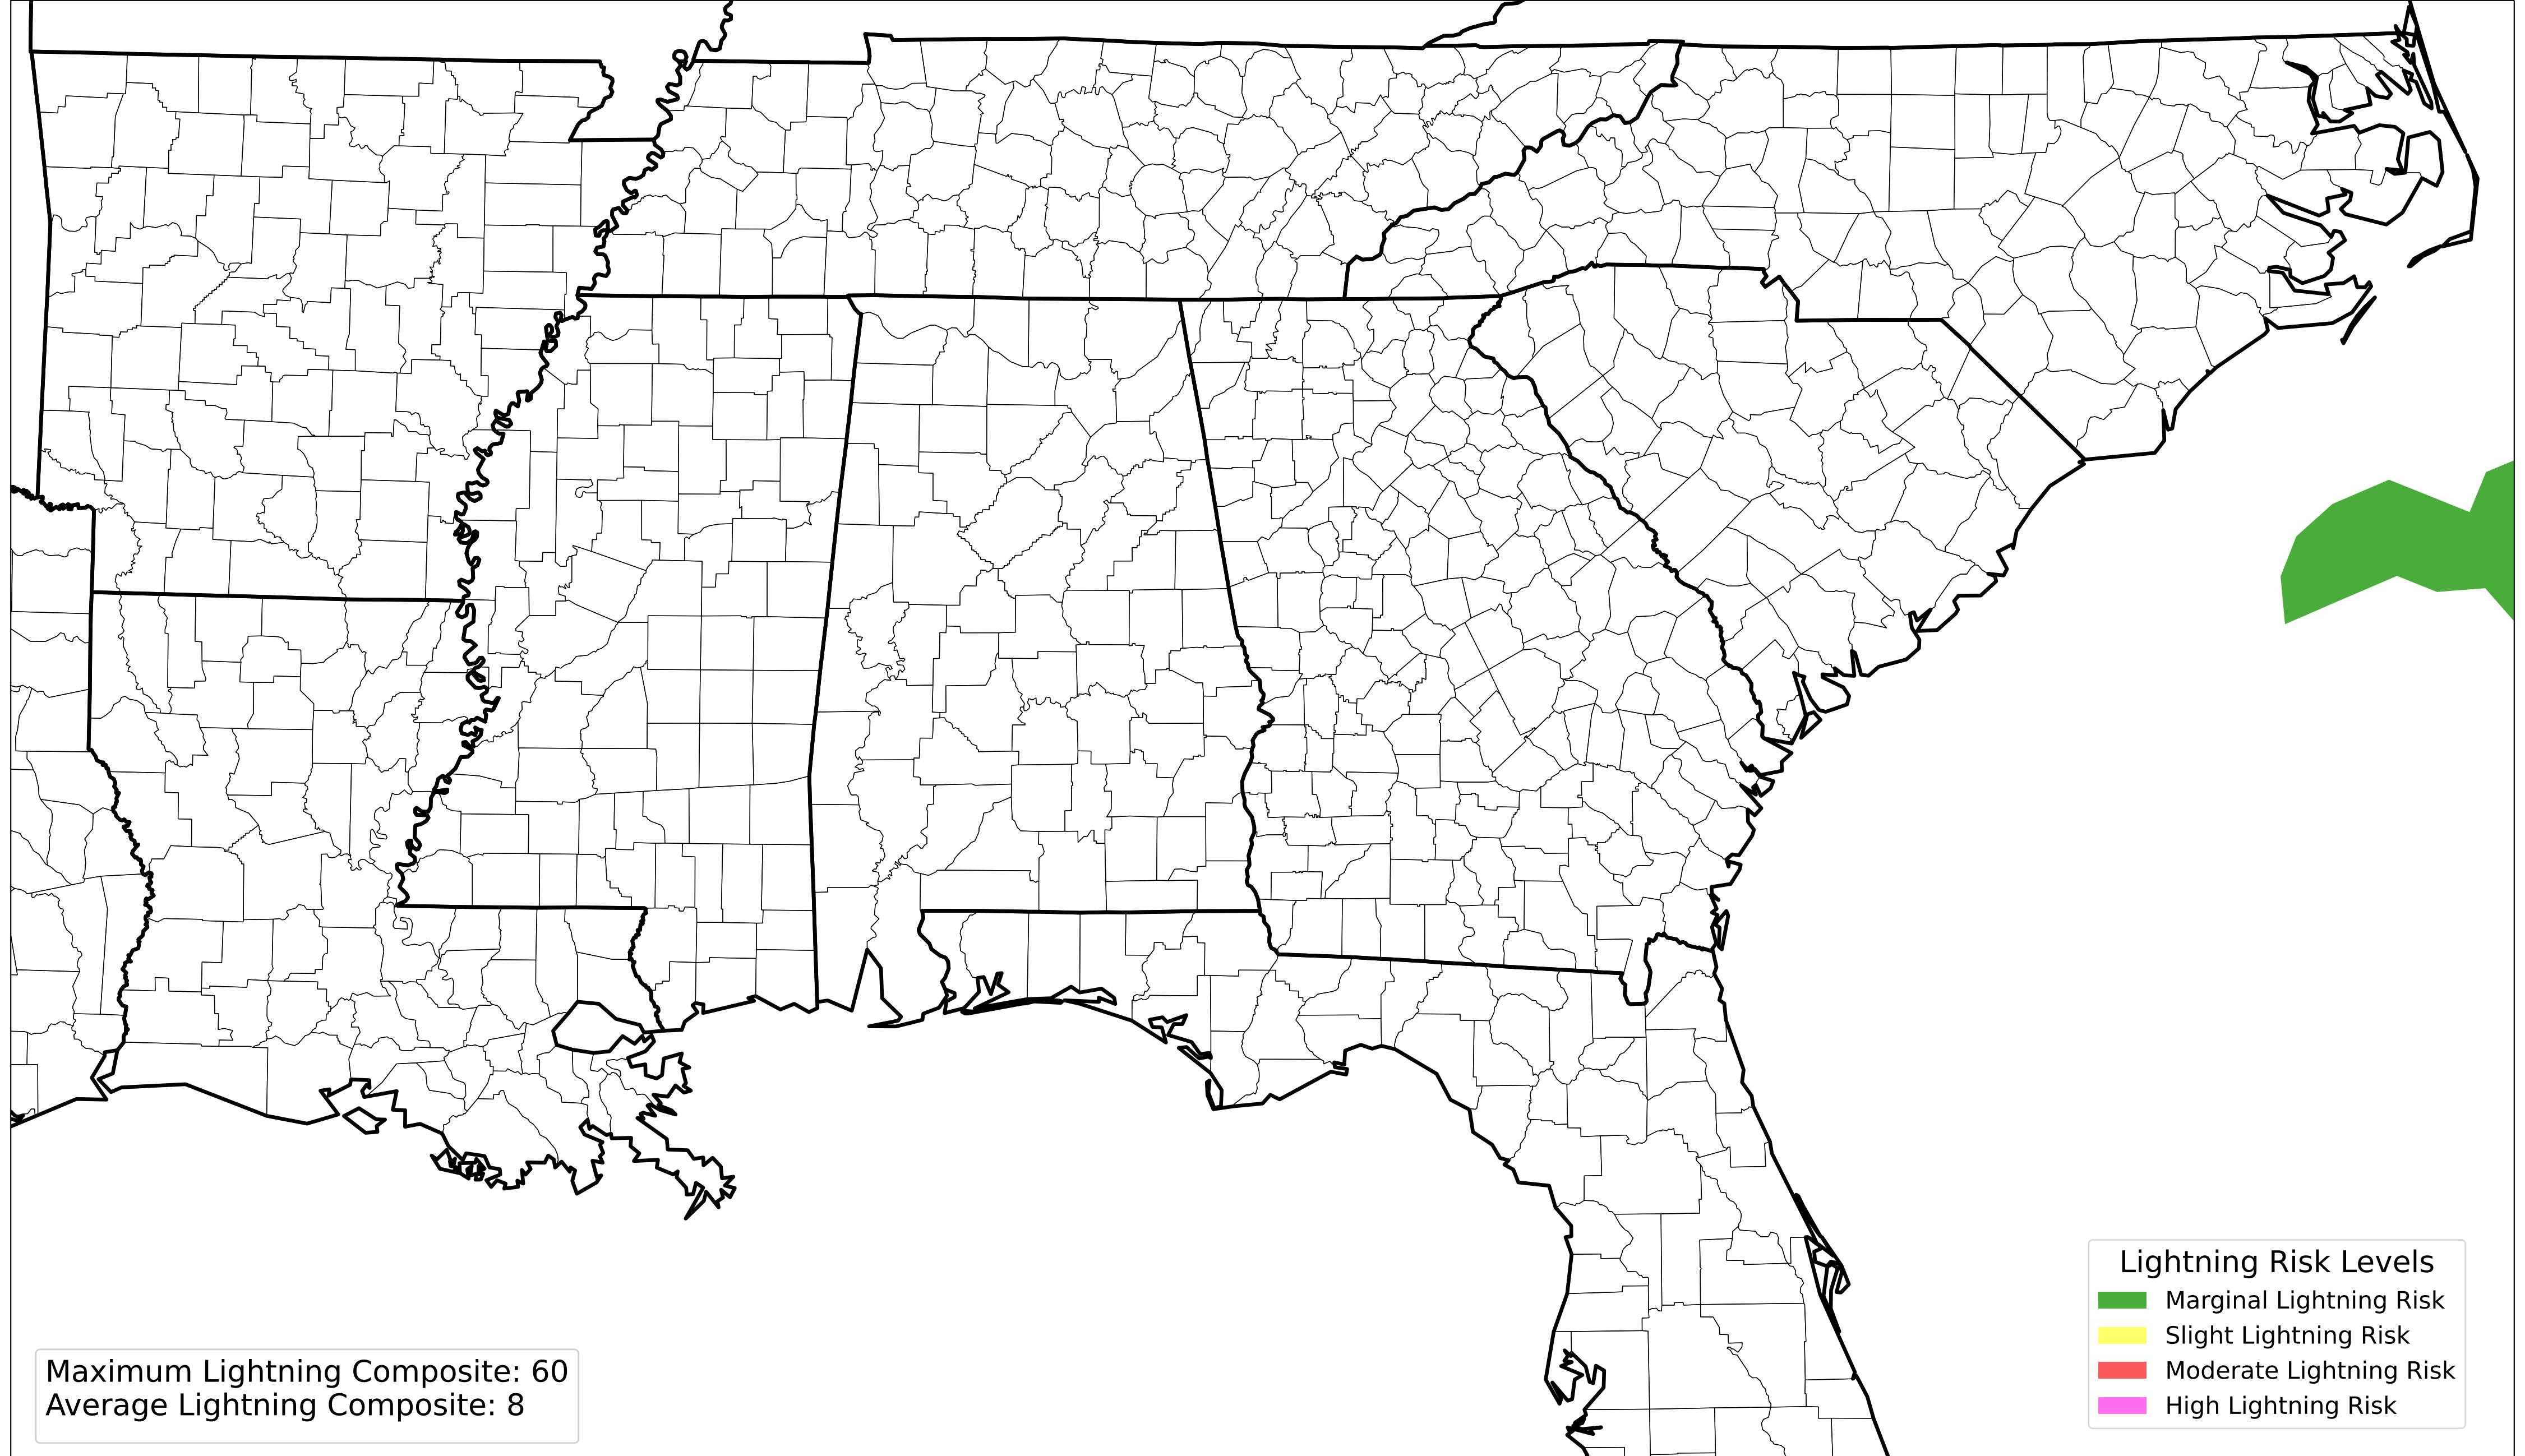 Lightning Risk Levels
Marginal Lightning Risk
Slight Lightning Risk
Moderate Lightning Risk
High Lightning Risk
Maximum Lightning Composite: 60
Average Lightning Composite: 8